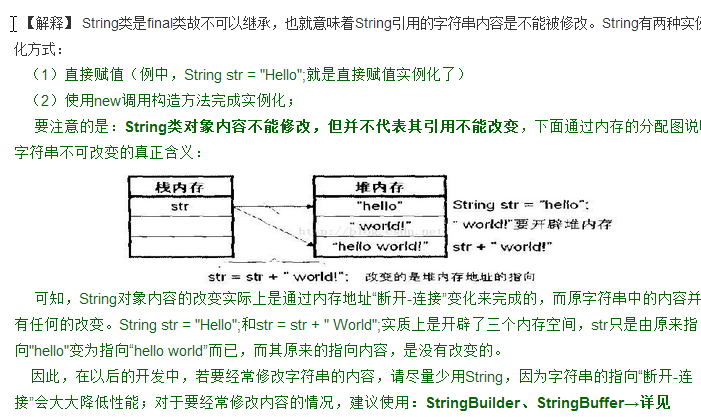 【解释】 String类是final类故不可以继承，也就意着String引用的字符串内容是不能被修改。String有两种实例
化方式：
（1）直接赋值（例中，String str = "Hello";就是直接赋值实例化了）
（2）使用new调用构造方法完成实例化；
要注意的是：String类对象内容不能修改，但并不代表其引用不能改变，下面通过内存的分配图说明
字符串不可改变的真正含义：
栈内存 堆内存
str "hello" String str = "hello";
" world!" " world!"要开辟堆内存
"hello world!" str + " world!"
str = str + " world!"; 改变的是堆内存地址的指向
可知，String对象内容的改变实际上是通过内存地址“断开-连接”变化来完成的，而原字符串中的内容并
有任何的改变。String str = "Hello";和str = str + " World";实质上是开辟了三个内存空间，str只是由原来指
向"hello"变为指向“hello world”而已，而其原来的指向内容，是没有改变的。
因此，在以后的开发中，若要经常修改字符串的内容，请尽量少用String，因为字符串的指向“断开-连
接”会大大降低性能；对于要经常修改内容的情况，建议使用：StringBuilder、StringBuffer→详见